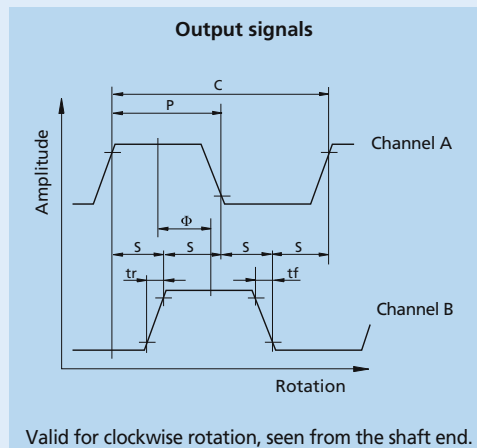 Output signals
C
P
Channel A
Amplitude
Φ
S S S S
tr
tf
Channel B
Rotation
Valid for clockwise rotation, seen from the shaft end.